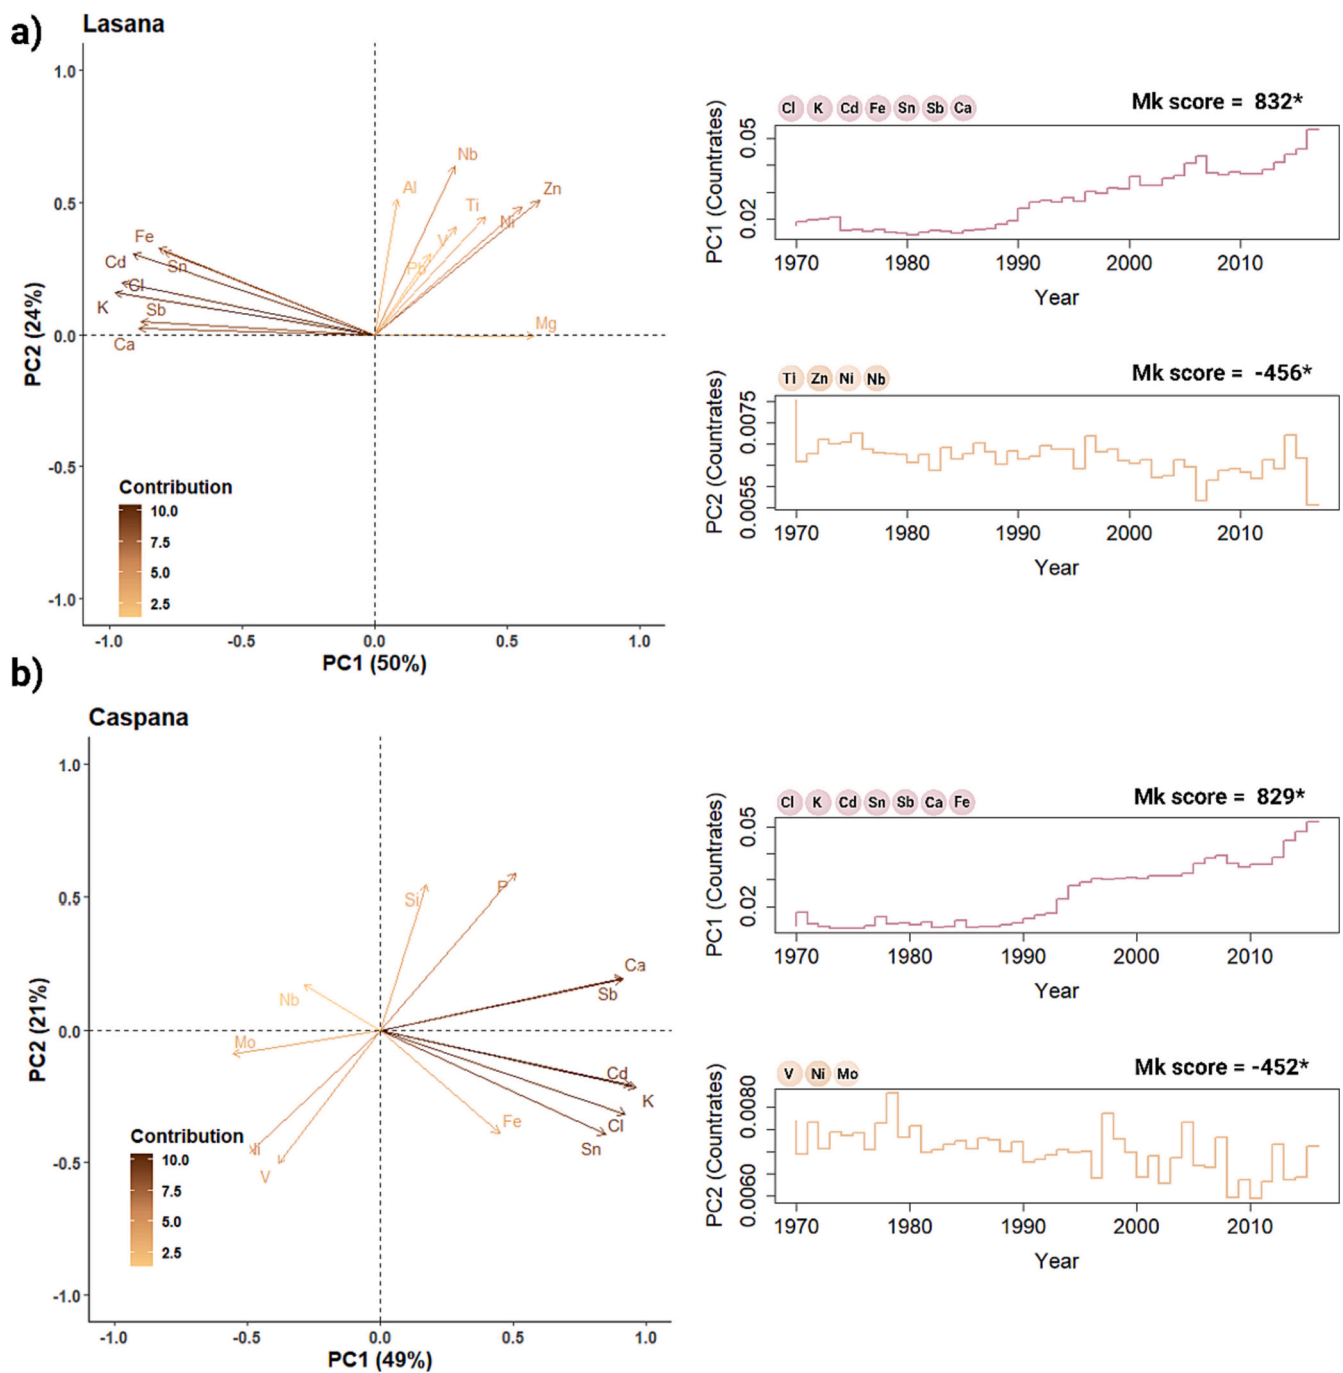 a)
Lasana
1.0
0.5
0.0
-0.5
-1.0
PC2 (24%)
Nb
Al
Zn
Ti
Ni
V
Pb
Mg
Fe
Cd
Sn
Cl
K
Sb
Ca
Contribution
10.0
7.5
5.0
2.5
-1.0 -0.5 0.0 0.5 1.0
PC1 (50%)
Cl K Cd Fe Sn Sb Ca
Mk score = 832*
PC1 (Countrates)
0.05
0.02
1970 1980 1990 2000 2010
Year
Ti Zn Ni Nb
Mk score = -456*
PC2 (Countrates)
0.0075
0.0055
1970 1980 1990 2000 2010
Year
b)
Caspana
1.0
0.5
0.0
-0.5
-1.0
PC2 (21%)
Si
P
Ca
Sb
Nb
Mo
Cd
K
Cl
Fe
Sn
V
Contribution
10.0
7.5
5.0
2.5
-1.0 -0.5 0.0 0.5 1.0
PC1 (49%)
Cl K Cd Sn Sb Ca Fe
Mk score = 829*
PC1 (Countrates)
0.05
0.02
1970 1980 1990 2000 2010
Year
V Ni Mo
Mk score = -452*
PC2 (Countrates)
0.0080
0.0060
1970 1980 1990 2000 2010
Year